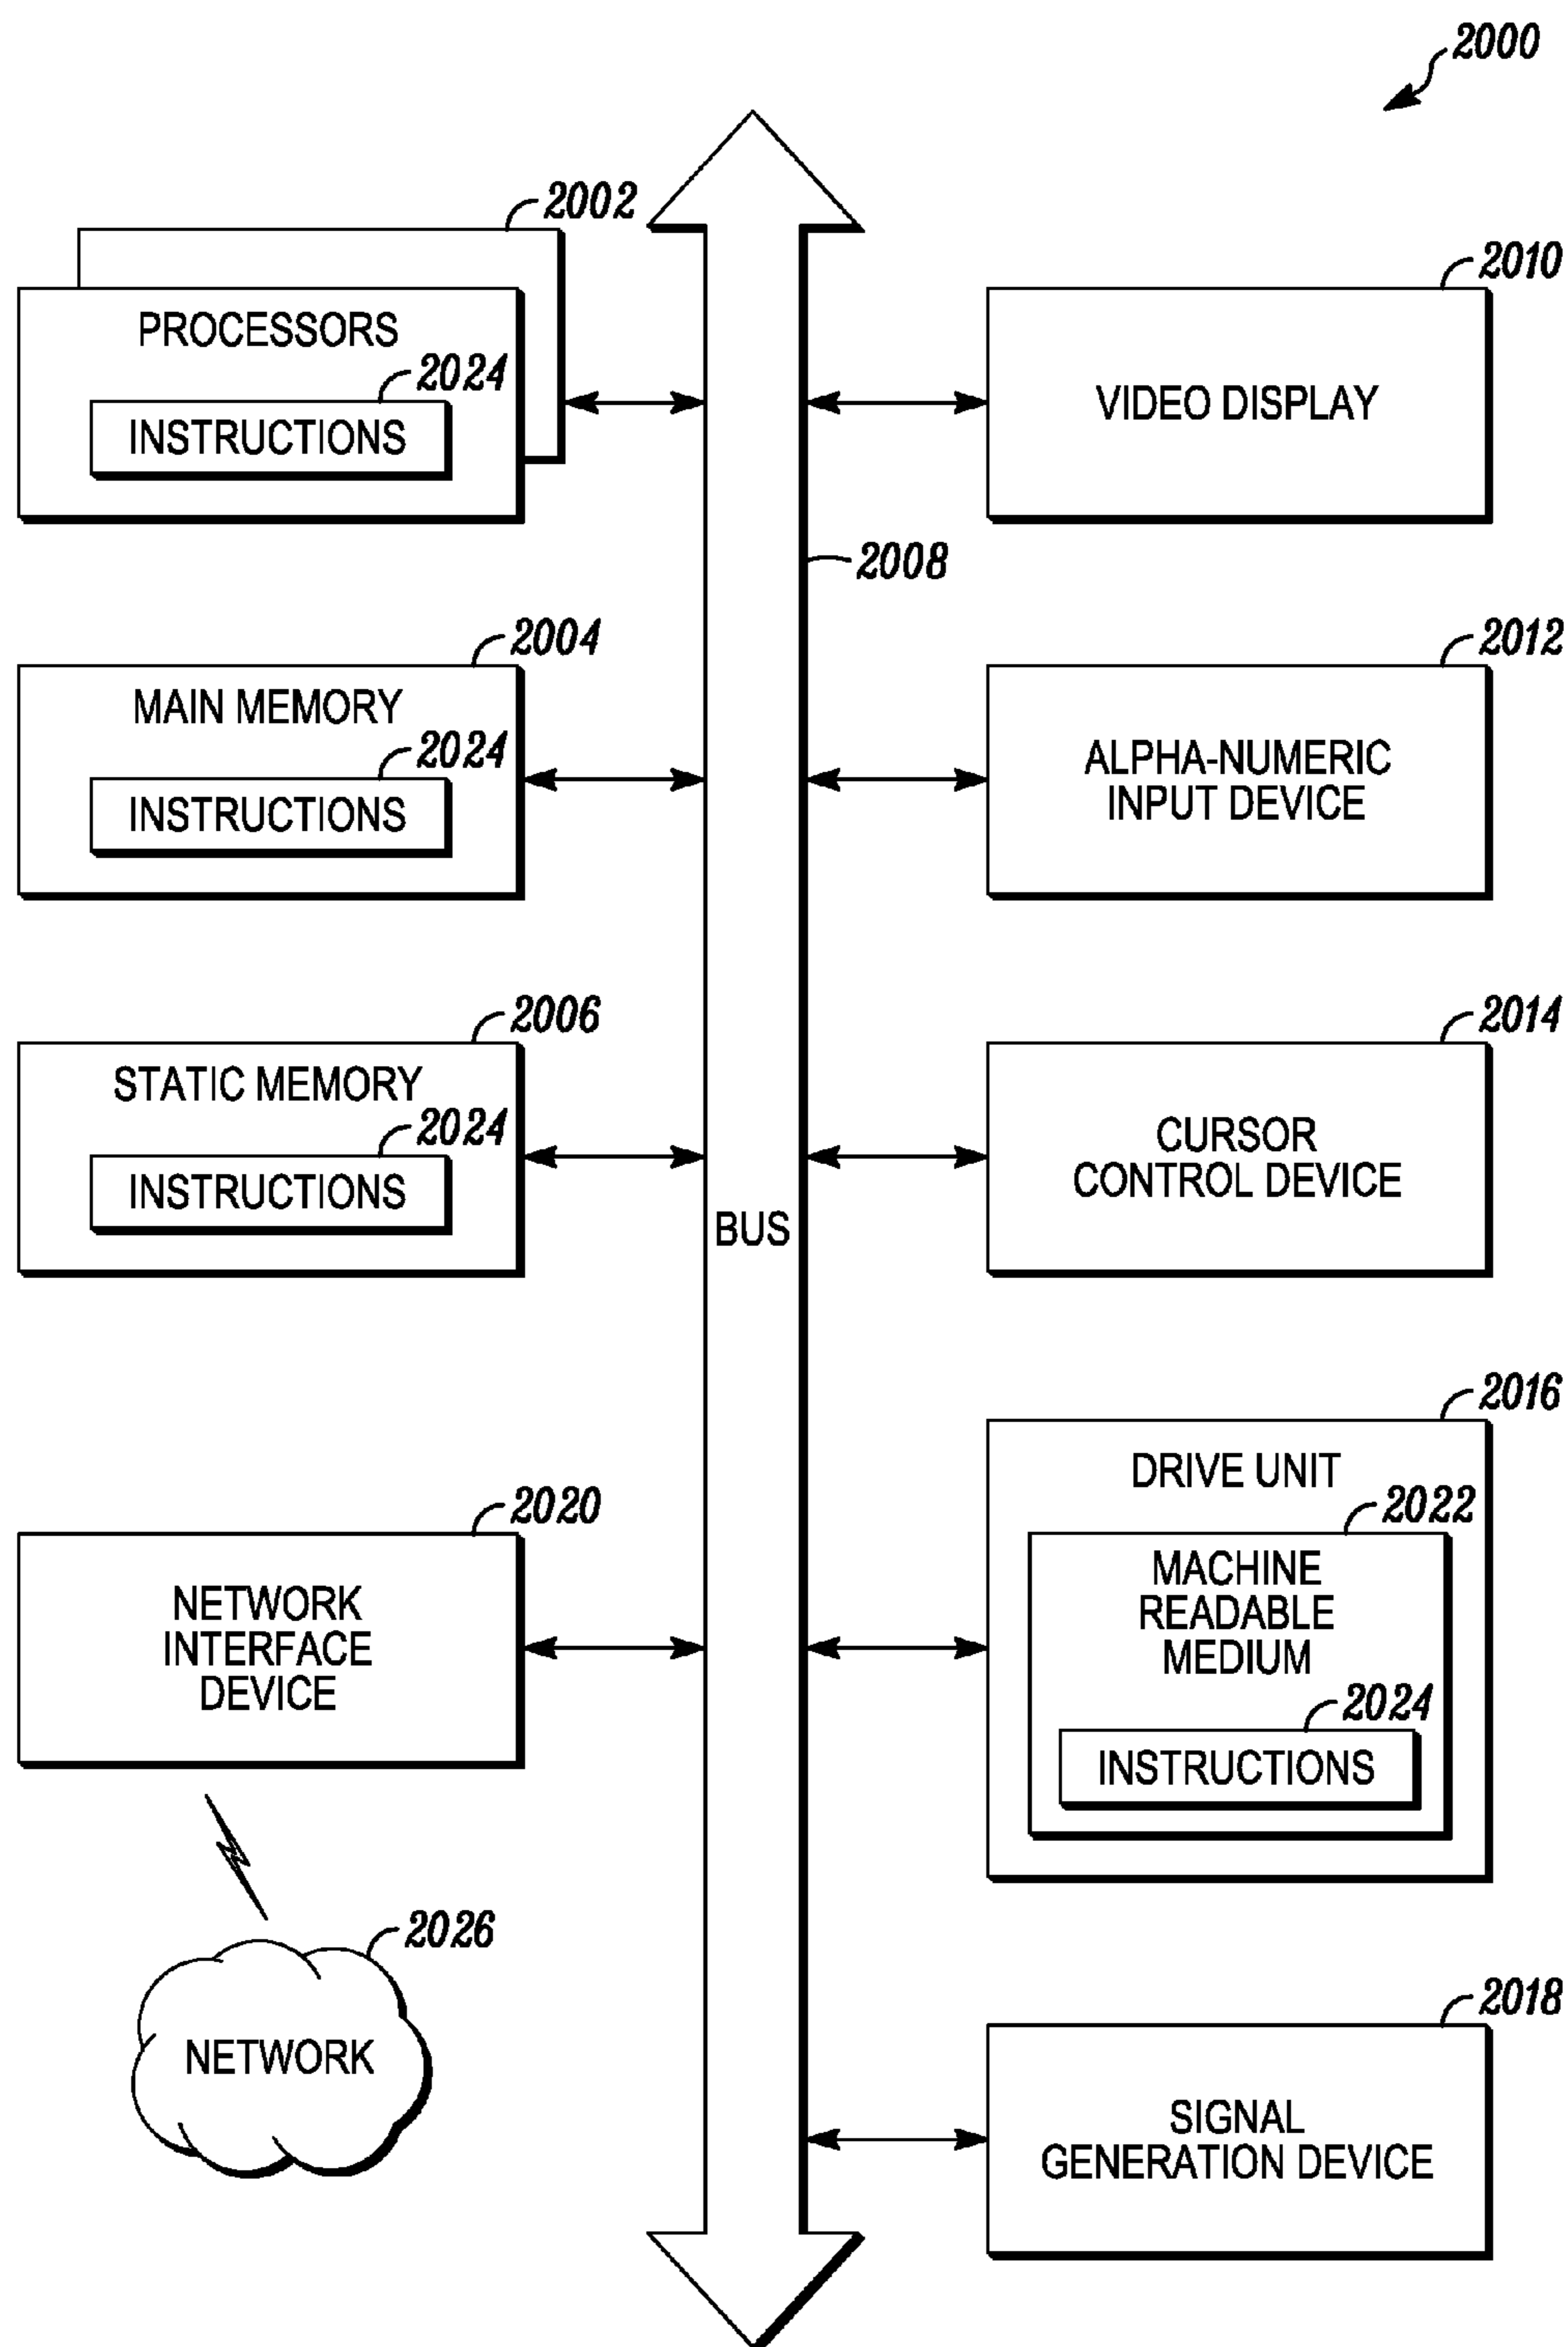 2000
2002
PROCESSORS
2024
INSTRUCTIONS
2010
VIDEO DISPLAY
2008
2004
MAIN MEMORY
2024
INSTRUCTIONS
2012
ALPHA-NUMERIC
INPUT DEVICE
2006
STATIC MEMORY
2024
INSTRUCTIONS
2014
CURSOR
CONTROL DEVICE
BUS
2020
NETWORK
INTERFACE
DEVICE
2016
DRIVE UNIT
2022
MACHINE
READABLE
MEDIUM
2024
INSTRUCTIONS
2026
NETWORK
2018
SIGNAL
GENERATION DEVICE